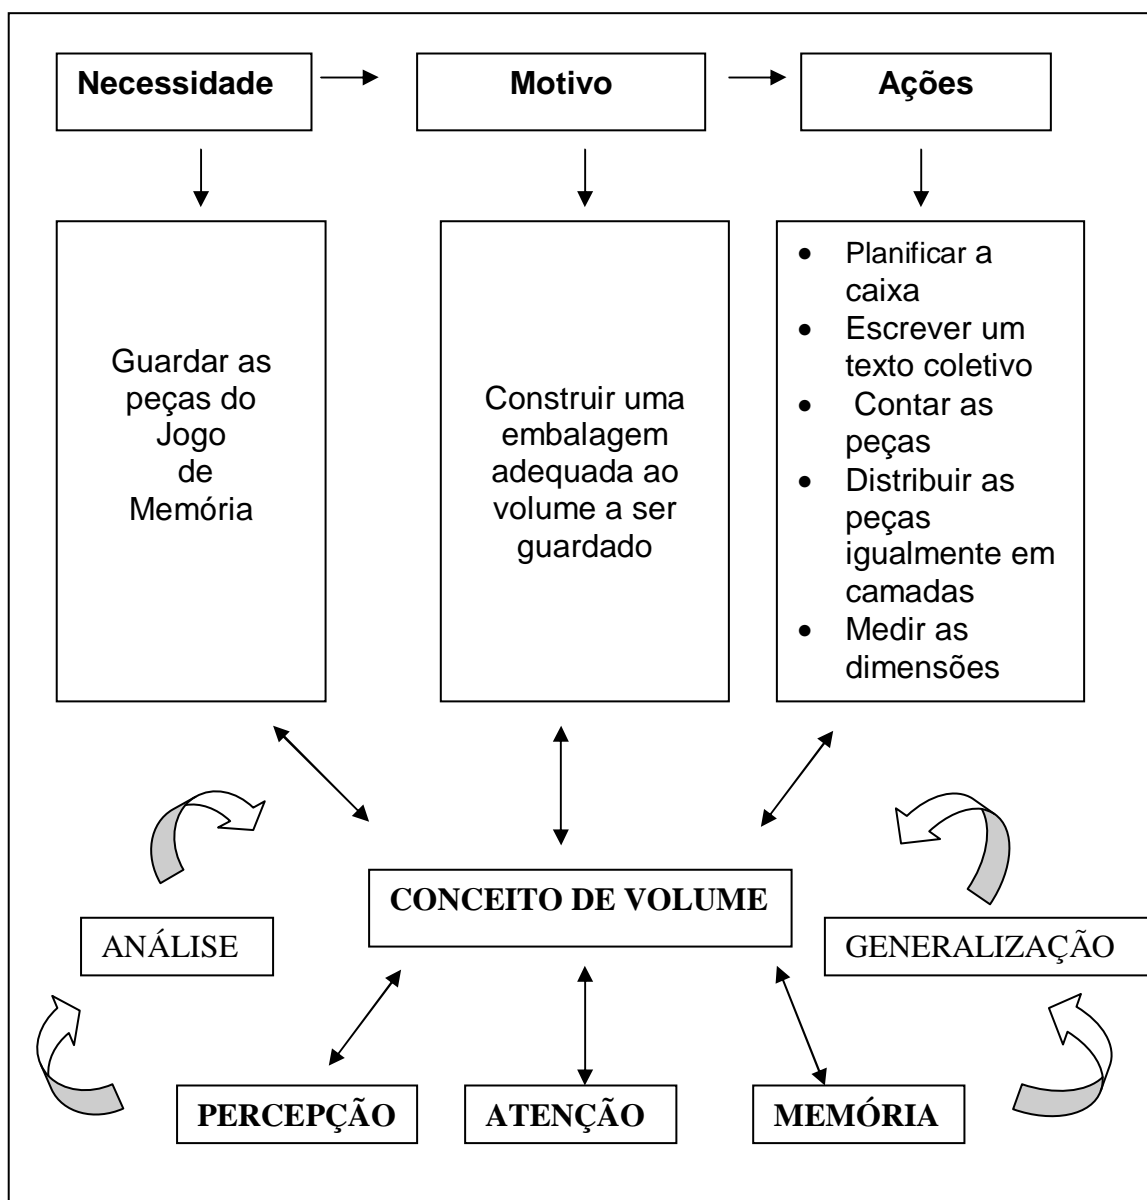 Necessidade
Motivo
Ações
Guardar as
peças do
Jogo
de
Memória
Construir uma
embalagem
adequada ao
volume a ser
guardado
• Planificar a
caixa
• Escrever um
texto coletivo
• Contar as
peças
• Distribuir as
peças
igualmente em
camadas
• Medir as
dimensões
CONCEITO DE VOLUME
ANÁLISE
GENERALIZAÇÃO
PERCEPÇÃO
ATENÇÃO
MEMÓRIA